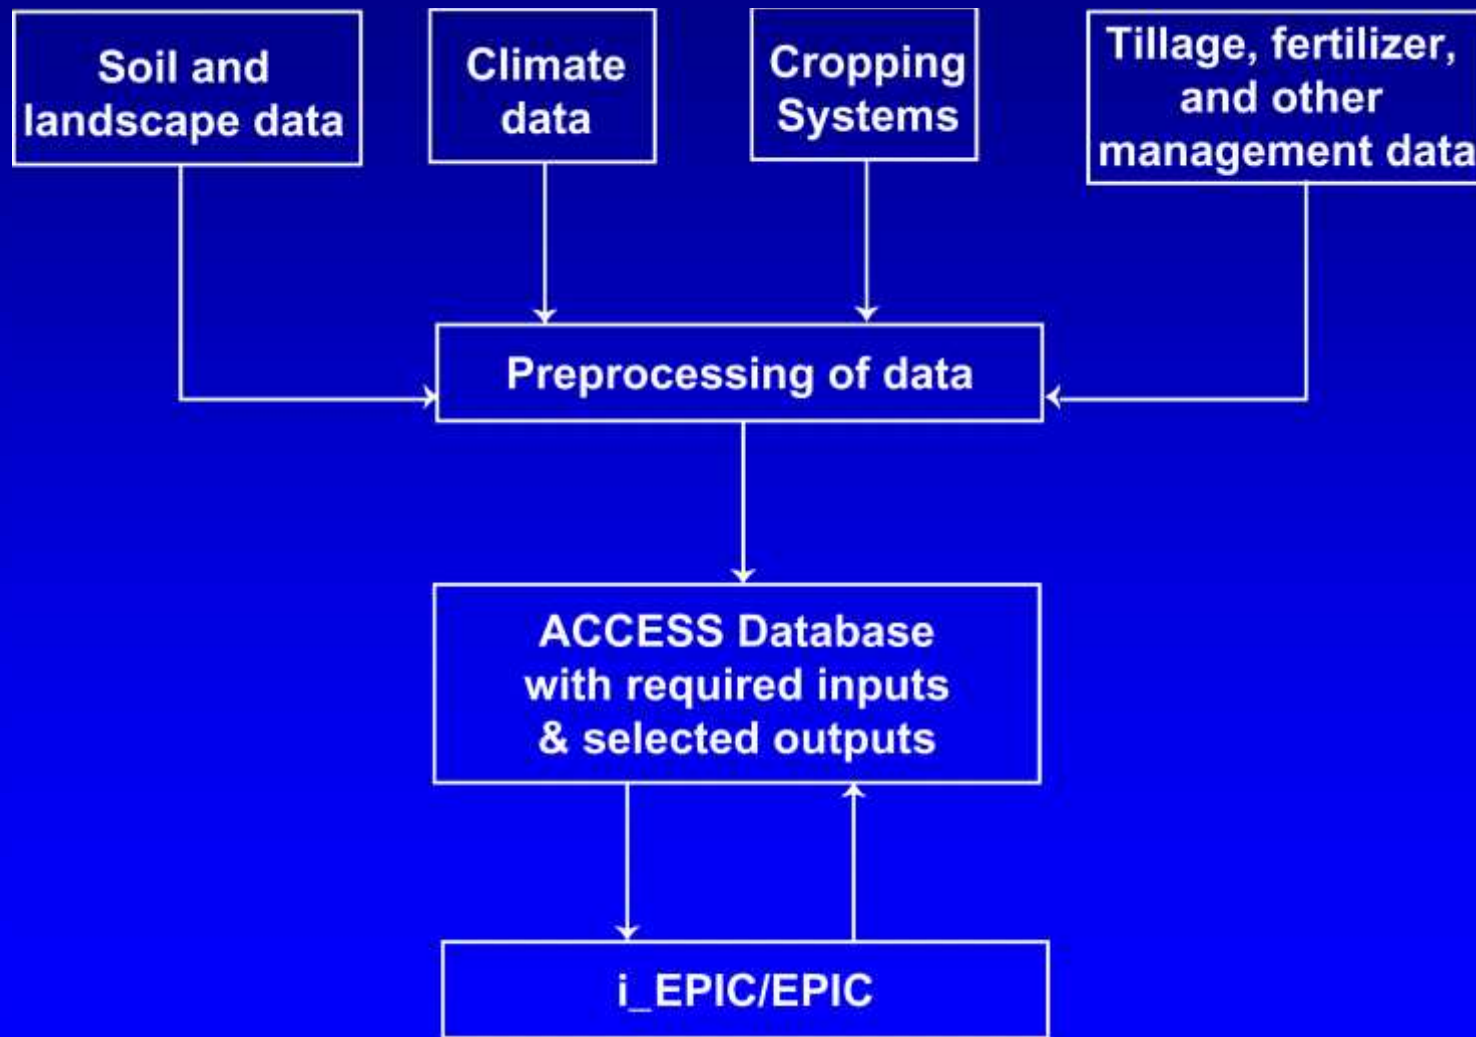 Soil and
landscape data
Climate
data
Cropping
Systems
Tillage, fertilizer,
and other
management data
Preprocessing of data
ACCESS Database
with required inputs
& selected outputs
i_EPIC/EPIC